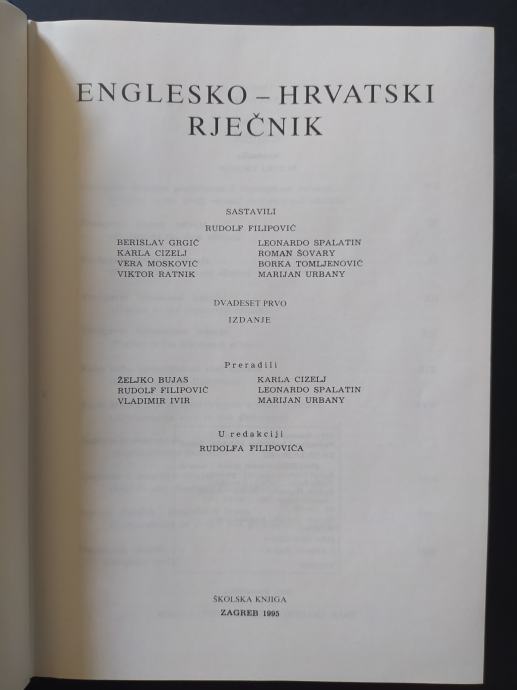 ENGLESKO – HRVATSKI
RJEČNIK
SASTAVILI
RUDOLF FILIPOVIĆ
BERISLAV GRGIĆ
KARLA CIZELJ
VERA MOSKOVIĆ
VIKTOR RATNIK
LEONARDO SPALATIN
ROMAN ŠOVARY
BORKA TOMLJENOVIĆ
MARIJAN URBANY
DVADESET PRVO
IZDANJE
Preradili
ŽELJKO BUJAS
RUDOLF FILIPOVIĆ
VLADIMIR IVIR
KARLA CIZELJ
LEONARDO SPALATIN
MARIJAN URBANY
U redakciji
RUDOLFA FILIPOVIĆA
ŠKOLSKA KNJIGA
ZAGREB 1995